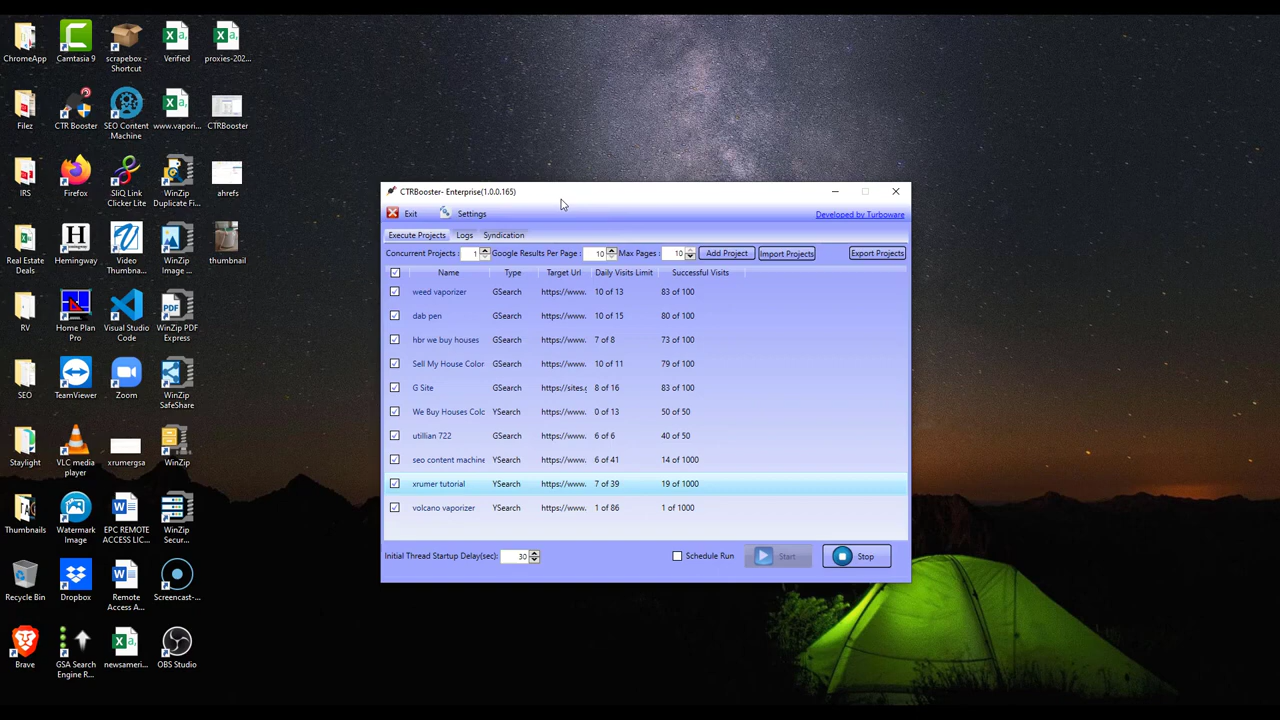 ChromeApp
Camtasia 9
scrapebox - Shortcut
Verified
proxies-202...
Filez
CTR Booster
SEO Content Machine
www.vapori...
CTRBooster
IRS
Firefox
SliQ Link Clicker Lite
WinZip Duplicate Fi...
ahrefs
Real Estate Deals
Hemingway
Video Thumbna...
WinZip Image ...
thumbnail
RV
Home Plan Pro
Visual Studio Code
WinZip PDF Express
SEO
TeamViewer
Zoom
WinZip SafeShare
Staylight
VLC media player
xrumergsa
WinZip
Thumbnails
Watermark Image
EPC REMOTE ACCESS LIC...
WinZip Secur...
Recycle Bin
Dropbox
Remote Access A...
Screencast-...
Brave
GSA Search Engine R...
newsameri...
OBS Studio
CTRBooster- Enterprise(1.0.0.165)
Exit Settings Developed by Turboware
Execute Projects Logs Syndication
Concurrent Projects : 1 Google Results Per Page : 10 Max Pages : 10 Add Project Import Projects Export Projects
Name Type Target Url Daily Visits Limit Successful Visits
weed vaporizer GSearch https://www. 10 of 13 83 of 100
dab pen GSearch https://www. 10 of 15 80 of 100
hbr we buy houses GSearch https://www. 7 of 8 73 of 100
Sell My House Color GSearch https://www. 10 of 11 79 of 100
G Site GSearch https://sites.g 8 of 16 83 of 100
We Buy Houses Colo YSearch https://www. 0 of 13 50 of 50
utillian 722 GSearch https://www. 6 of 6 40 of 50
seo content machine YSearch https://www. 6 of 41 14 of 1000
xrumer tutorial YSearch https://www. 7 of 39 19 of 1000
volcano vaporizer YSearch https://www. 1 of 86 1 of 1000
Initial Thread Startup Delay(sec): 30 Schedule Run Start Stop